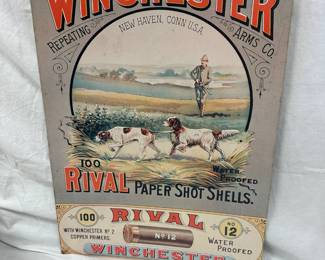 WINCHESTER
REPEATING ARMS CO.
NEW HAVEN, CONN U.S.A.
100 WATER PROOFED
RIVAL PAPER SHOT SHELLS.
100 RIVAL NO 12
WITH WINCHESTER No 2 COPPER PRIMERS. No 12 WATER PROOFED
WINCHESTER